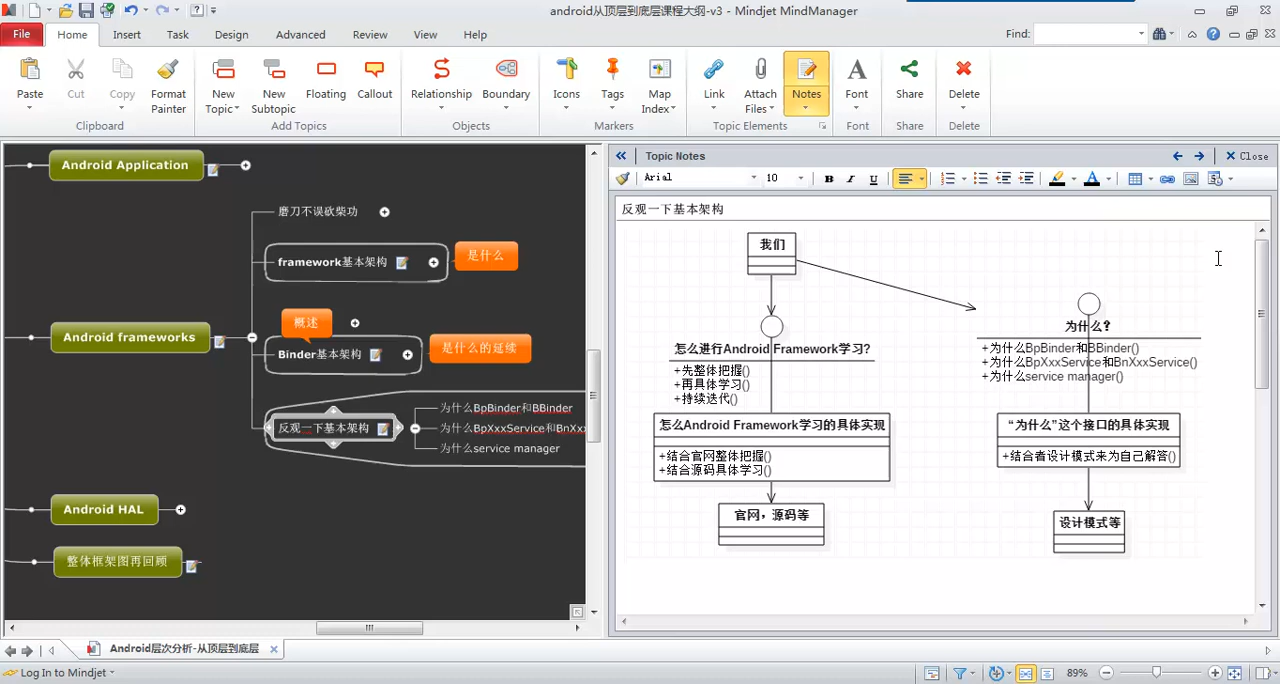 android从顶层到底层课程大纲-v3 - Mindjet MindManager
File Home Insert Task Design Advanced Review View Help Find:
Paste Cut Copy Format Painter New Topic New Subtopic Floating Callout Relationship Boundary Icons Tags Map Index Link Attach Files Notes Font Share Delete
Clipboard Add Topics Objects Markers Topic Elements Font Share Delete
Android Application
磨刀不误砍柴功
framework基本架构
是什么
概述
Android frameworks
Binder基本架构
是什么的延续
反观一下基本架构
为什么BpBinder和BBinder
为什么BpXxxService和BnXxx
为什么service manager
Android HAL
整体框架图再回顾
Topic Notes
Close
Arial 10 B I U
反观一下基本架构
我们
为什么?
+为什么BpBinder和BBinder()
+为什么BpXxxService和BnXxxService()
+为什么service manager()
怎么进行Android Framework学习?
+先整体把握()
+再具体学习()
+持续迭代()
怎么Android Framework学习的具体实现
+结合官网整体把握()
+结合源码具体学习()
“为什么”这个接口的具体实现
+结合者设计模式来为自己解答()
官网，源码等
设计模式等
Android层次分析-从顶层到底层
Log In to Mindjet
89%